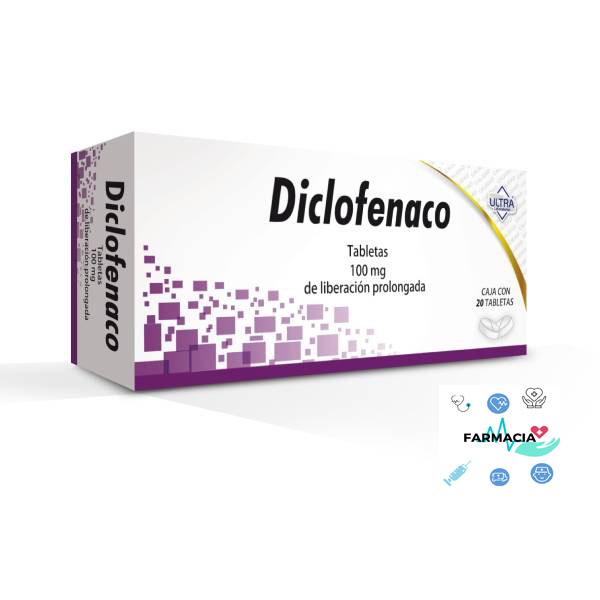 Diclofenaco
Tabletas
100 mg
de liberación prolongada
ULTRA
CAJA CON
20 TABLETAS
Diclofenaco
Tabletas
100 mg
de liberación prolongada
FARMACIA